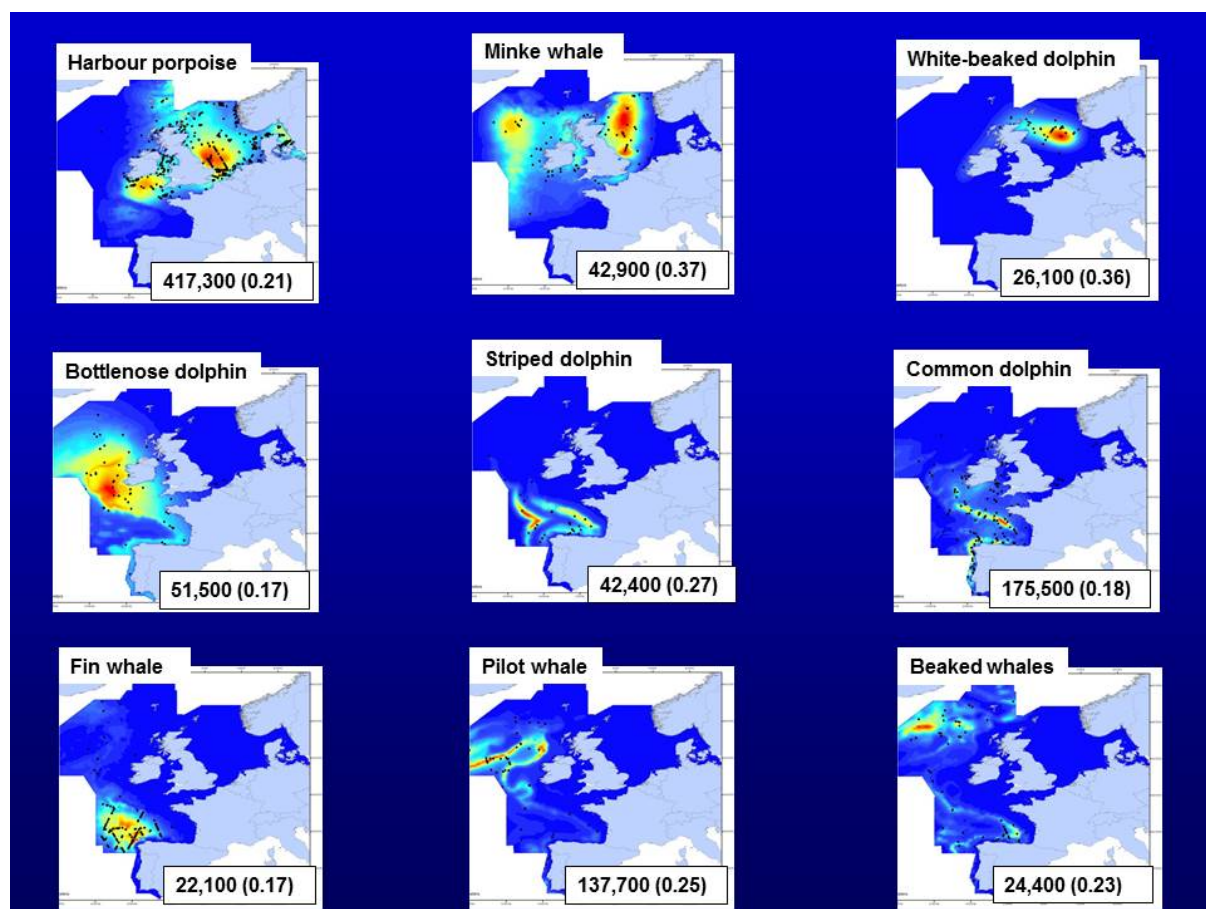 Harbour porpoise
417,300 (0.21)
Minke whale
42,900 (0.37)
White-beaked dolphin
26,100 (0.36)
Bottlenose dolphin
51,500 (0.17)
Striped dolphin
42,400 (0.27)
Common dolphin
175,500 (0.18)
Fin whale
22,100 (0.17)
Pilot whale
137,700 (0.25)
Beaked whales
24,400 (0.23)